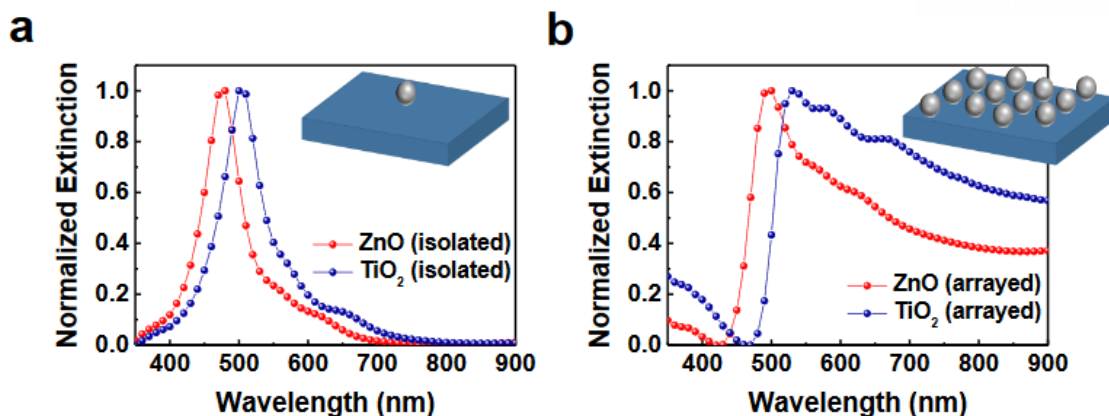 a
Normalized Extinction
1.0
0.8
0.6
0.4
0.2
0.0
ZnO (isolated)
TiO₂ (isolated)
400 500 600 700 800 900
Wavelength (nm)
b
Normalized Extinction
1.0
0.8
0.6
0.4
0.2
0.0
ZnO (arrayed)
TiO₂ (arrayed)
400 500 600 700 800 900
Wavelength (nm)